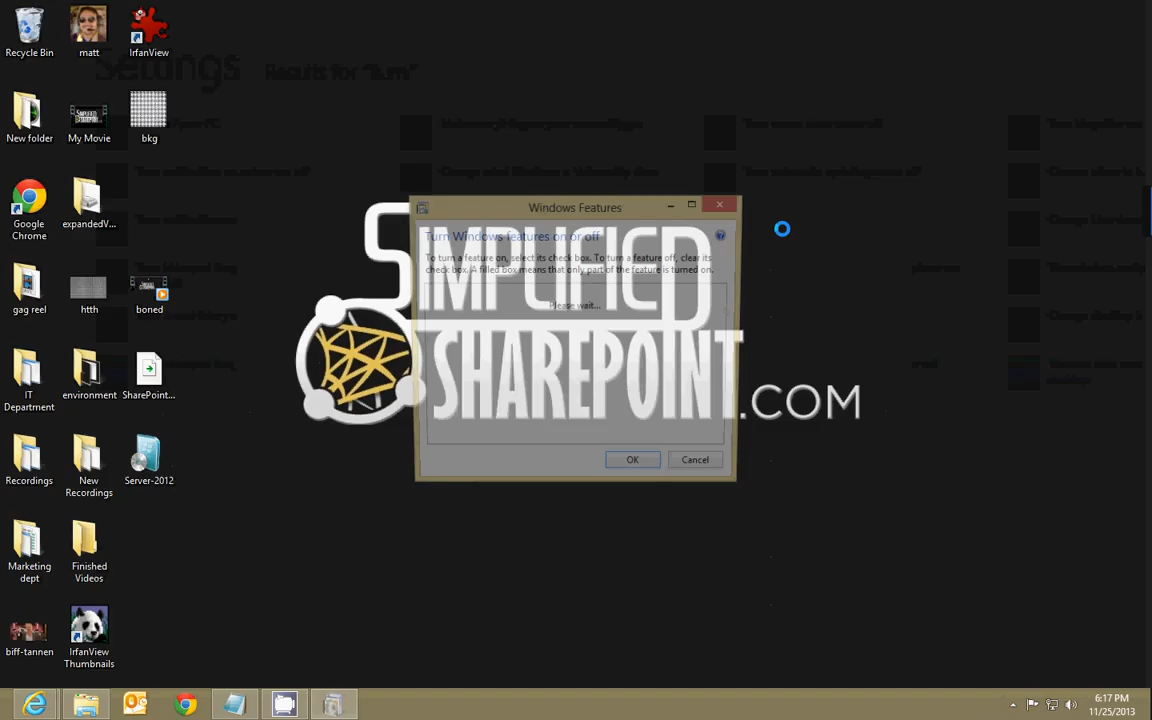 Recycle Bin
matt
IrfanView
Settings Results for "turn"
New folder
My Movie
bkg
Google
Chrome
expandedV...
gag reel
htth
boned
IT
Department
environment
SharePoint...
Recordings
New
Recordings
Server-2012
Marketing
dept
Finished
Videos
biff-tannen
IrfanView
Thumbnails
Windows Features
Turn Windows features on or off
To turn a feature on, select its check box. To turn a feature off, clear its
check box. A filled box means that only part of the feature is turned on.
Please wait...
OK
Cancel
SIMPLIFIED
SHAREPOINT.COM
6:17 PM
11/25/2013